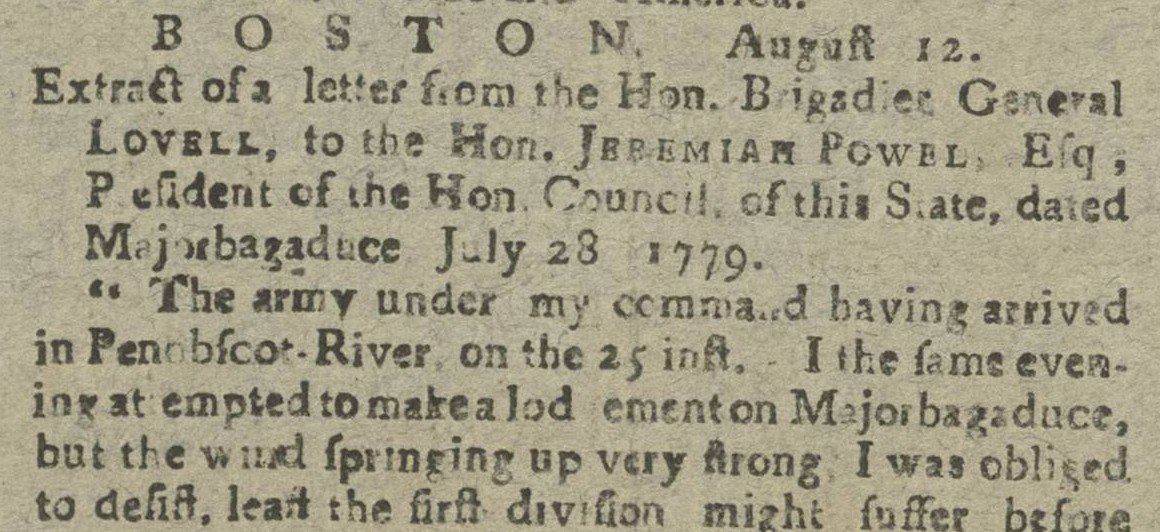 BOSTON, August 12.
Extract of a letter from the Hon. Brigadier General
LOVELL, to the Hon. JEREMIAH POWEL, Esq;
President of the Hon. Council, of this State, dated
Majorbagaduce July 28 1779.
“ The army under my command having arrived
in Penobscot-River, on the 25 inst. I the same even-
ing attempted to make a lodgement on Majorbagaduce,
but the wind springing up very strong, I was obliged
to desist, least the first division might suffer before